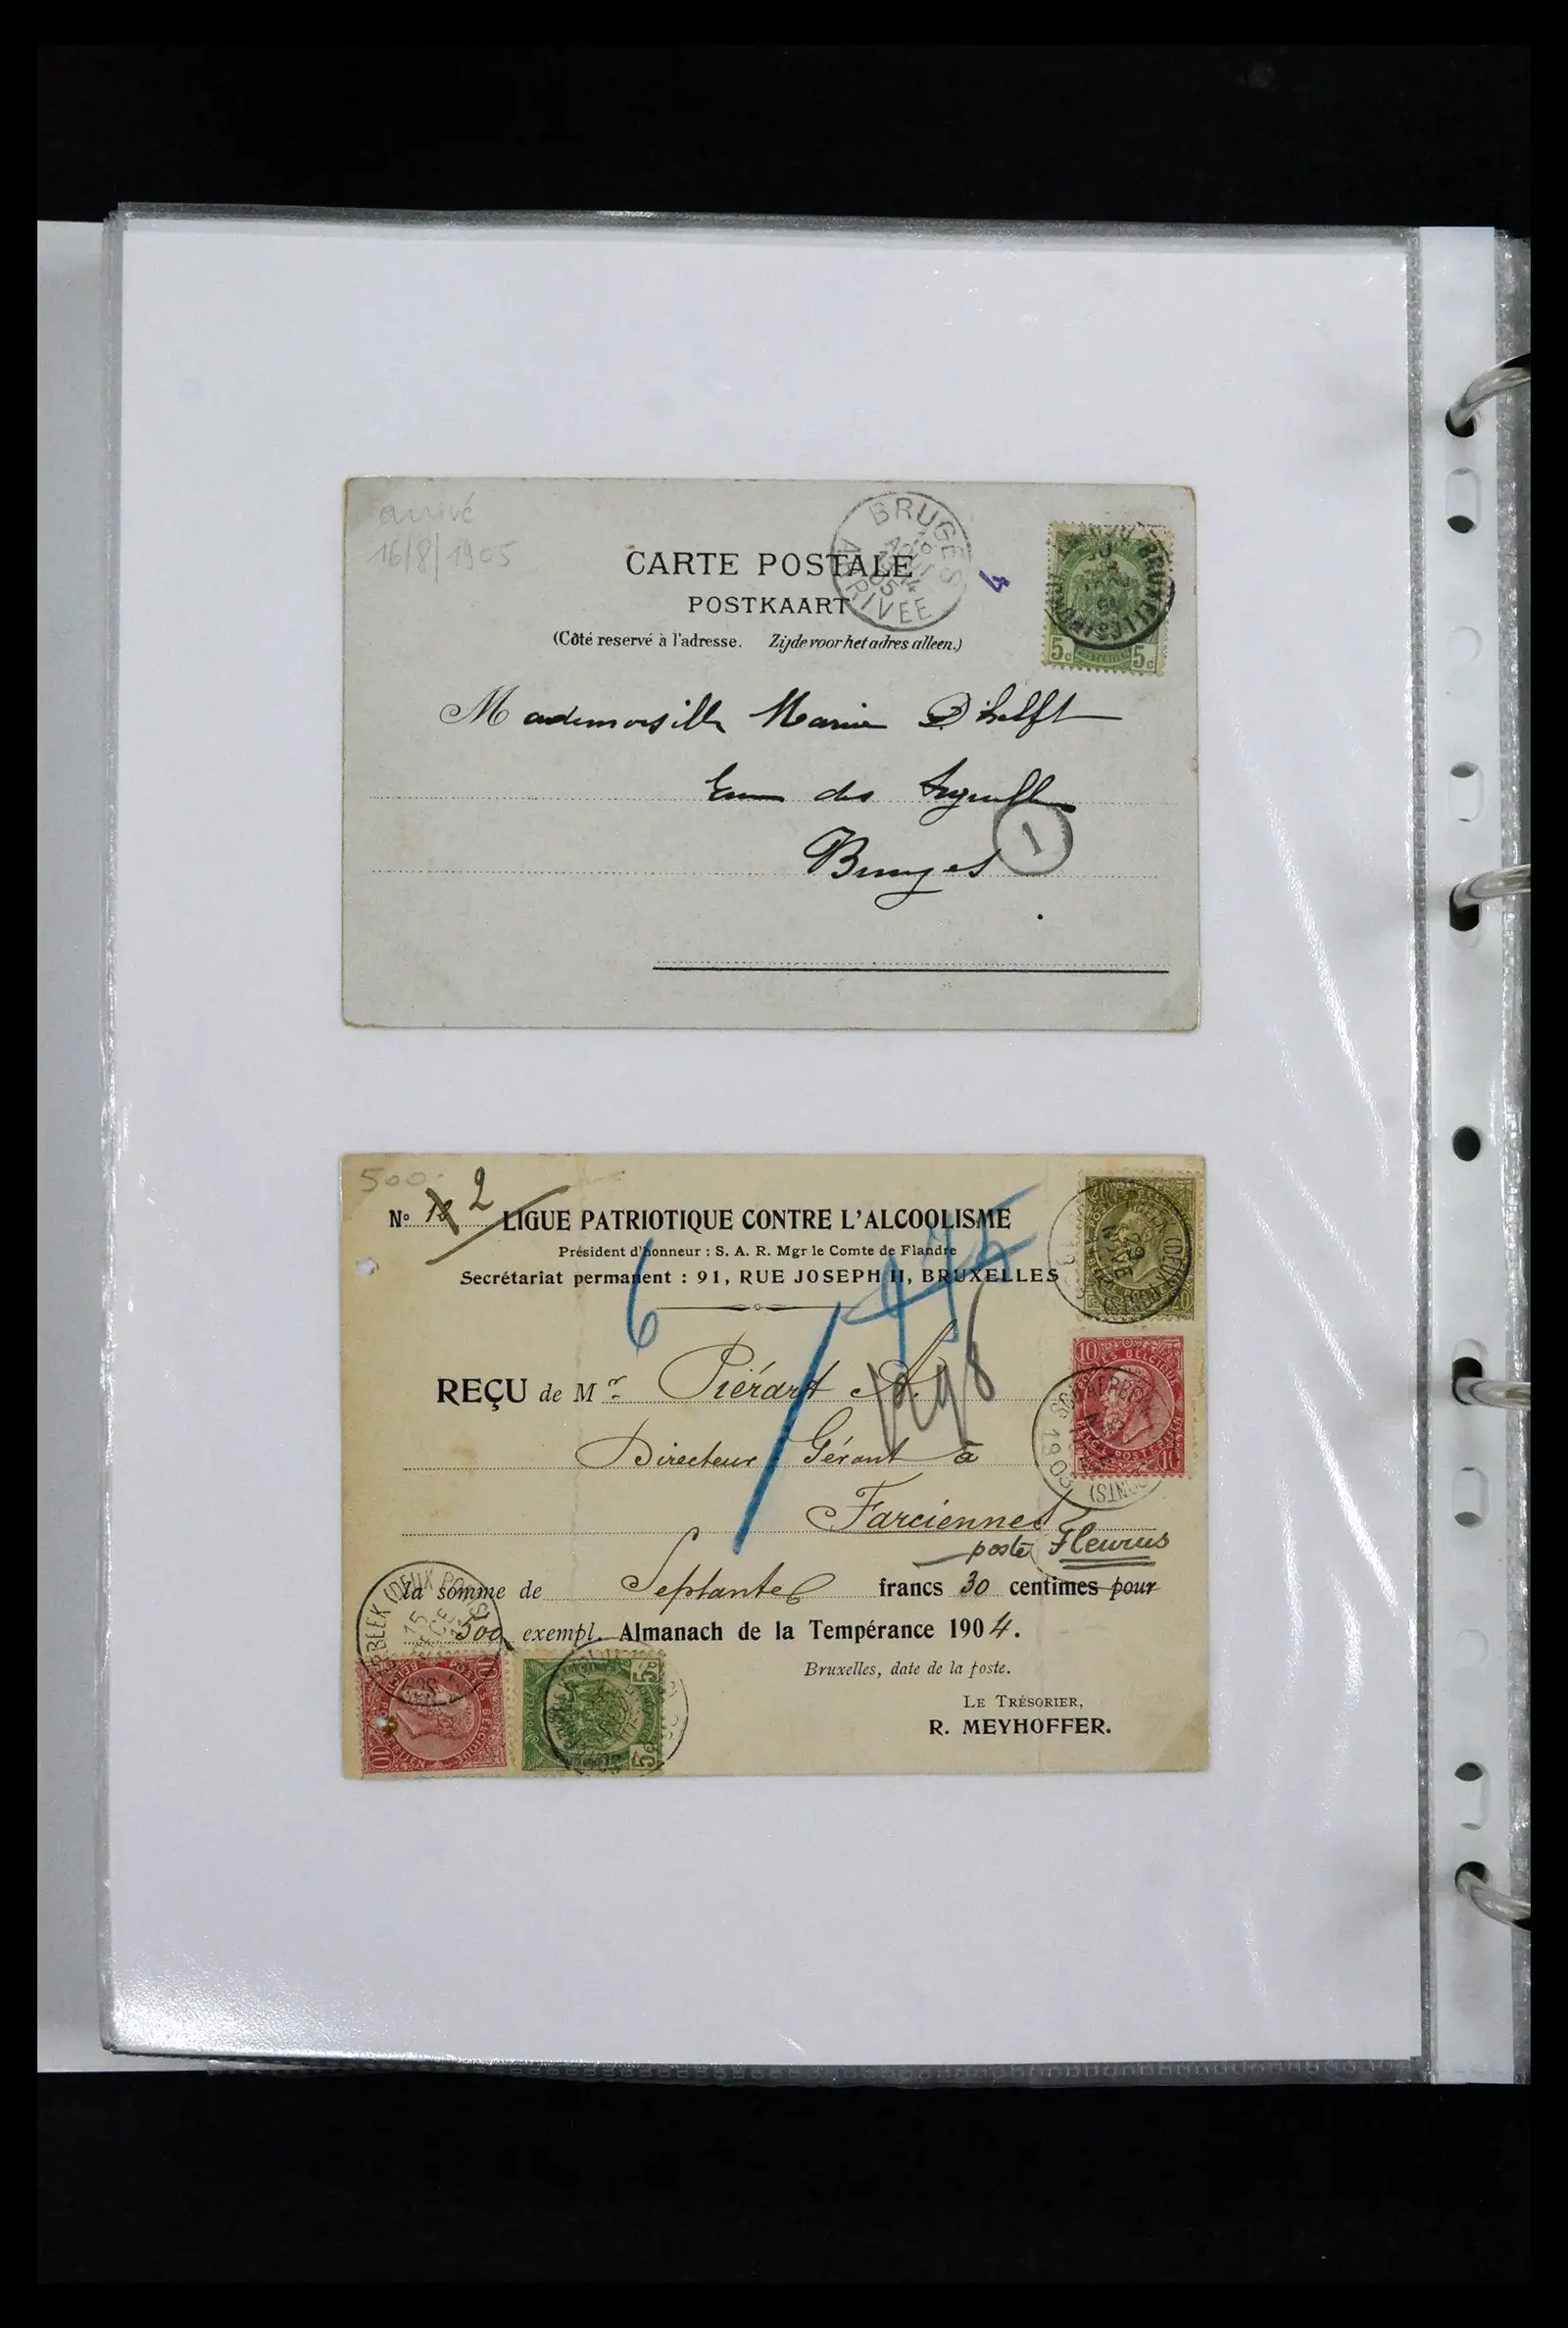 arrivé
16/8/1905
BRUGES
ARRIVEE
4
CARTE POSTALE
POSTKAART
(Côté reservé à l'adresse. Zijde voor het adres alleen.)
5c 5c
Mademoiselle Marie D'helft
des
Bruges
1
500.-
No 2
LIGUE PATRIOTIQUE CONTRE L'ALCOOLISME
Président d'honneur : S. A. R. Mgr le Comte de Flandre
Secrétariat permanent : 91, RUE JOSEPH II, BRUXELLES
6
REÇU de Mr Piérart A.
Directeur Gérant à
Farciennes
poste Fleurus
la somme de Septante francs 30 centimes pour
500 exempl. Almanach de la Tempérance 1904.
Bruxelles, date de la poste.
LE TRÉSORIER,
R. MEYHOFFER.